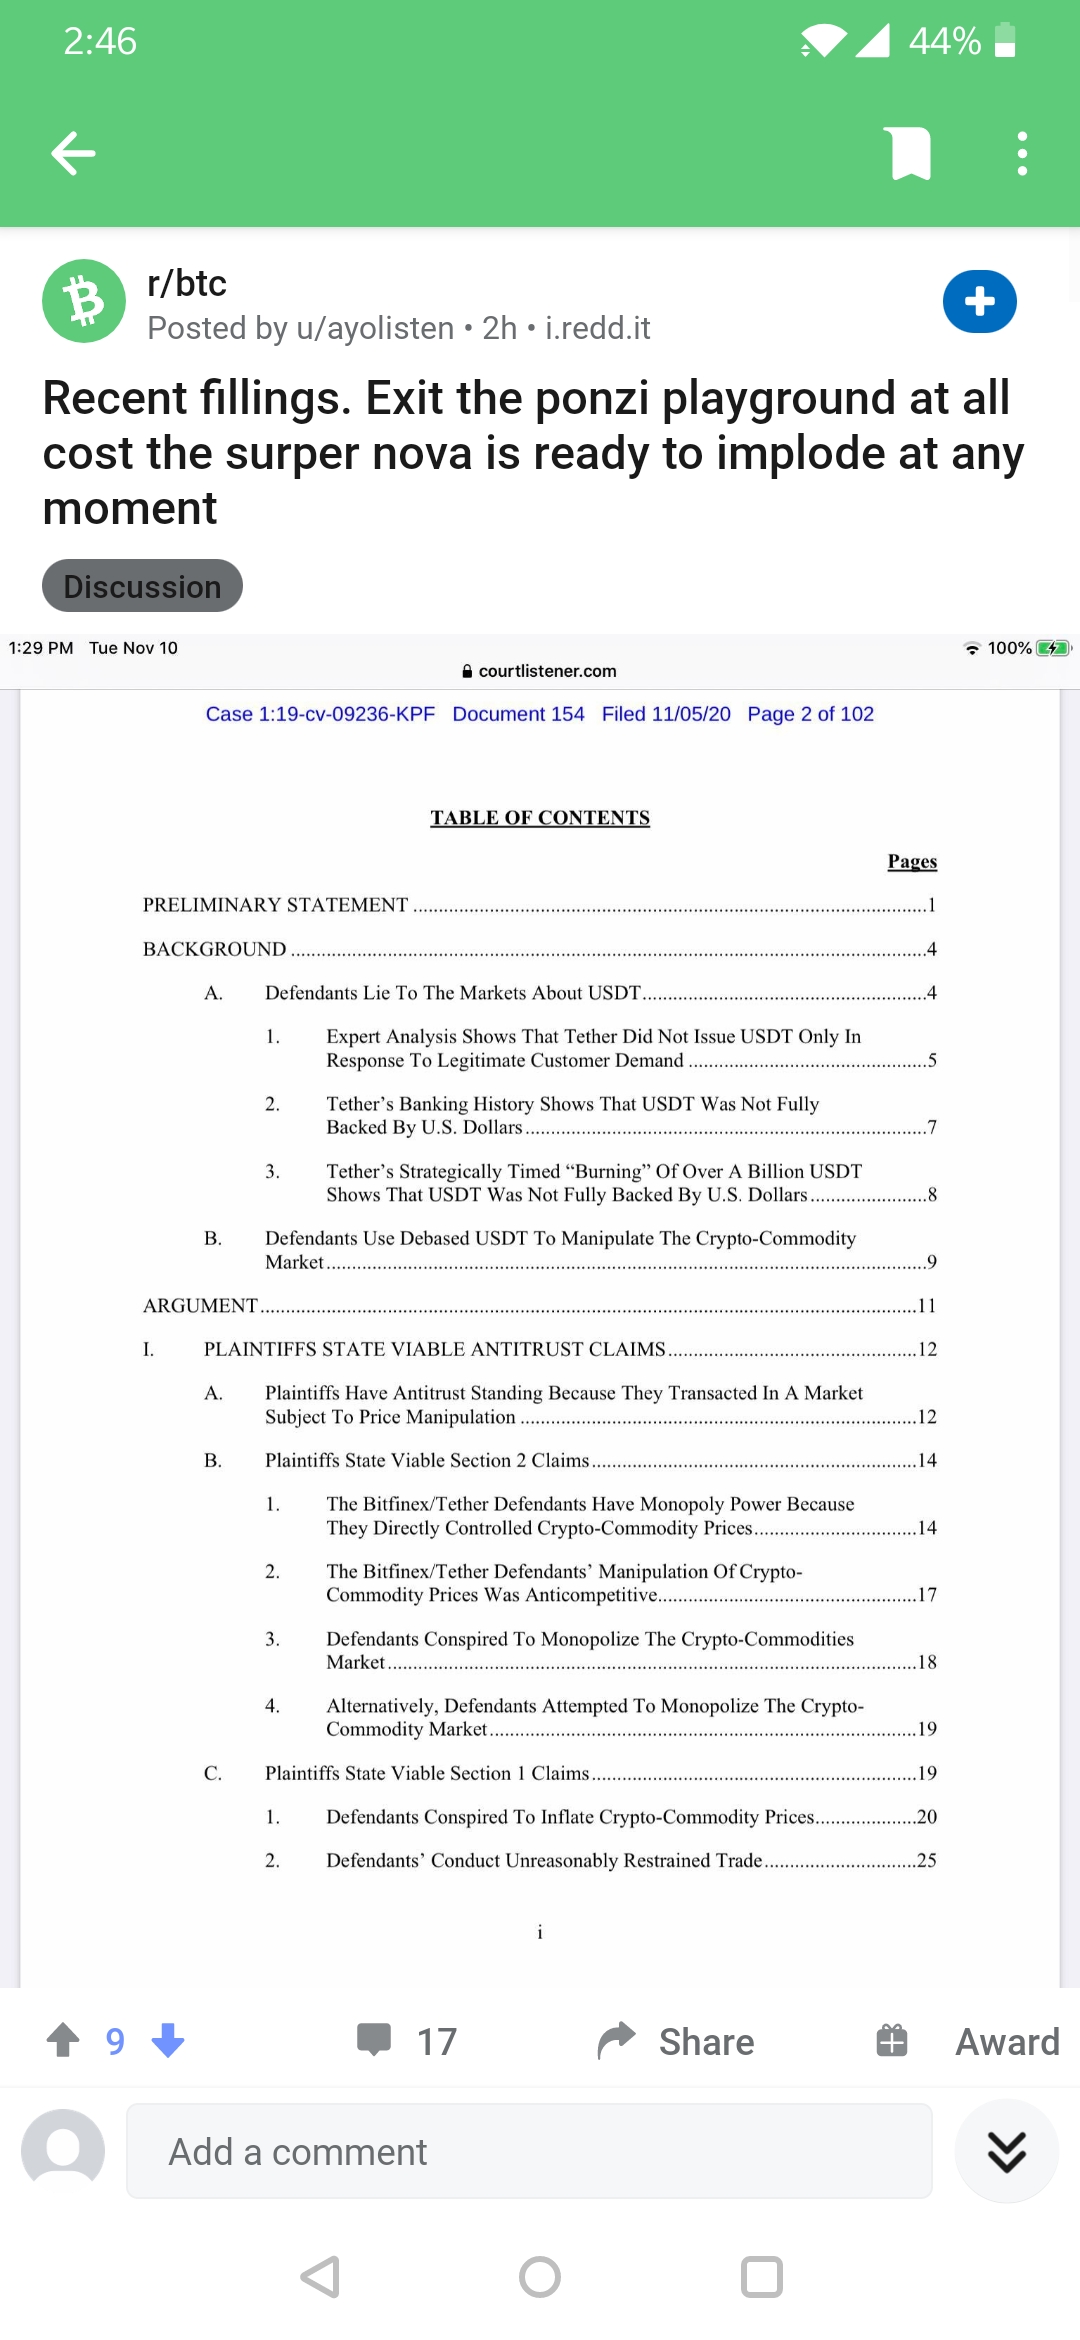 2:46
44%
r/btc
Posted by u/ayolisten • 2h • i.redd.it
Recent fillings. Exit the ponzi playground at all
cost the surper nova is ready to implode at any
moment
Discussion
1:29 PM Tue Nov 10
100%
courtlistener.com
Case 1:19-cv-09236-KPF Document 154 Filed 11/05/20 Page 2 of 102
TABLE OF CONTENTS
Pages
PRELIMINARY STATEMENT ........ 1
BACKGROUND ........ 4
A. Defendants Lie To The Markets About USDT ........ 4
1. Expert Analysis Shows That Tether Did Not Issue USDT Only In
Response To Legitimate Customer Demand ........ 5
2. Tether’s Banking History Shows That USDT Was Not Fully
Backed By U.S. Dollars ........ 7
3. Tether’s Strategically Timed “Burning” Of Over A Billion USDT
Shows That USDT Was Not Fully Backed By U.S. Dollars ........ 8
B. Defendants Use Debased USDT To Manipulate The Crypto-Commodity
Market ........ 9
ARGUMENT ........ 11
I. PLAINTIFFS STATE VIABLE ANTITRUST CLAIMS ........ 12
A. Plaintiffs Have Antitrust Standing Because They Transacted In A Market
Subject To Price Manipulation ........ 12
B. Plaintiffs State Viable Section 2 Claims ........ 14
1. The Bitfinex/Tether Defendants Have Monopoly Power Because
They Directly Controlled Crypto-Commodity Prices ........ 14
2. The Bitfinex/Tether Defendants’ Manipulation Of Crypto-
Commodity Prices Was Anticompetitive ........ 17
3. Defendants Conspired To Monopolize The Crypto-Commodities
Market ........ 18
4. Alternatively, Defendants Attempted To Monopolize The Crypto-
Commodity Market ........ 19
C. Plaintiffs State Viable Section 1 Claims ........ 19
1. Defendants Conspired To Inflate Crypto-Commodity Prices ........ 20
2. Defendants’ Conduct Unreasonably Restrained Trade ........ 25
i
9
17
Share
Award
Add a comment